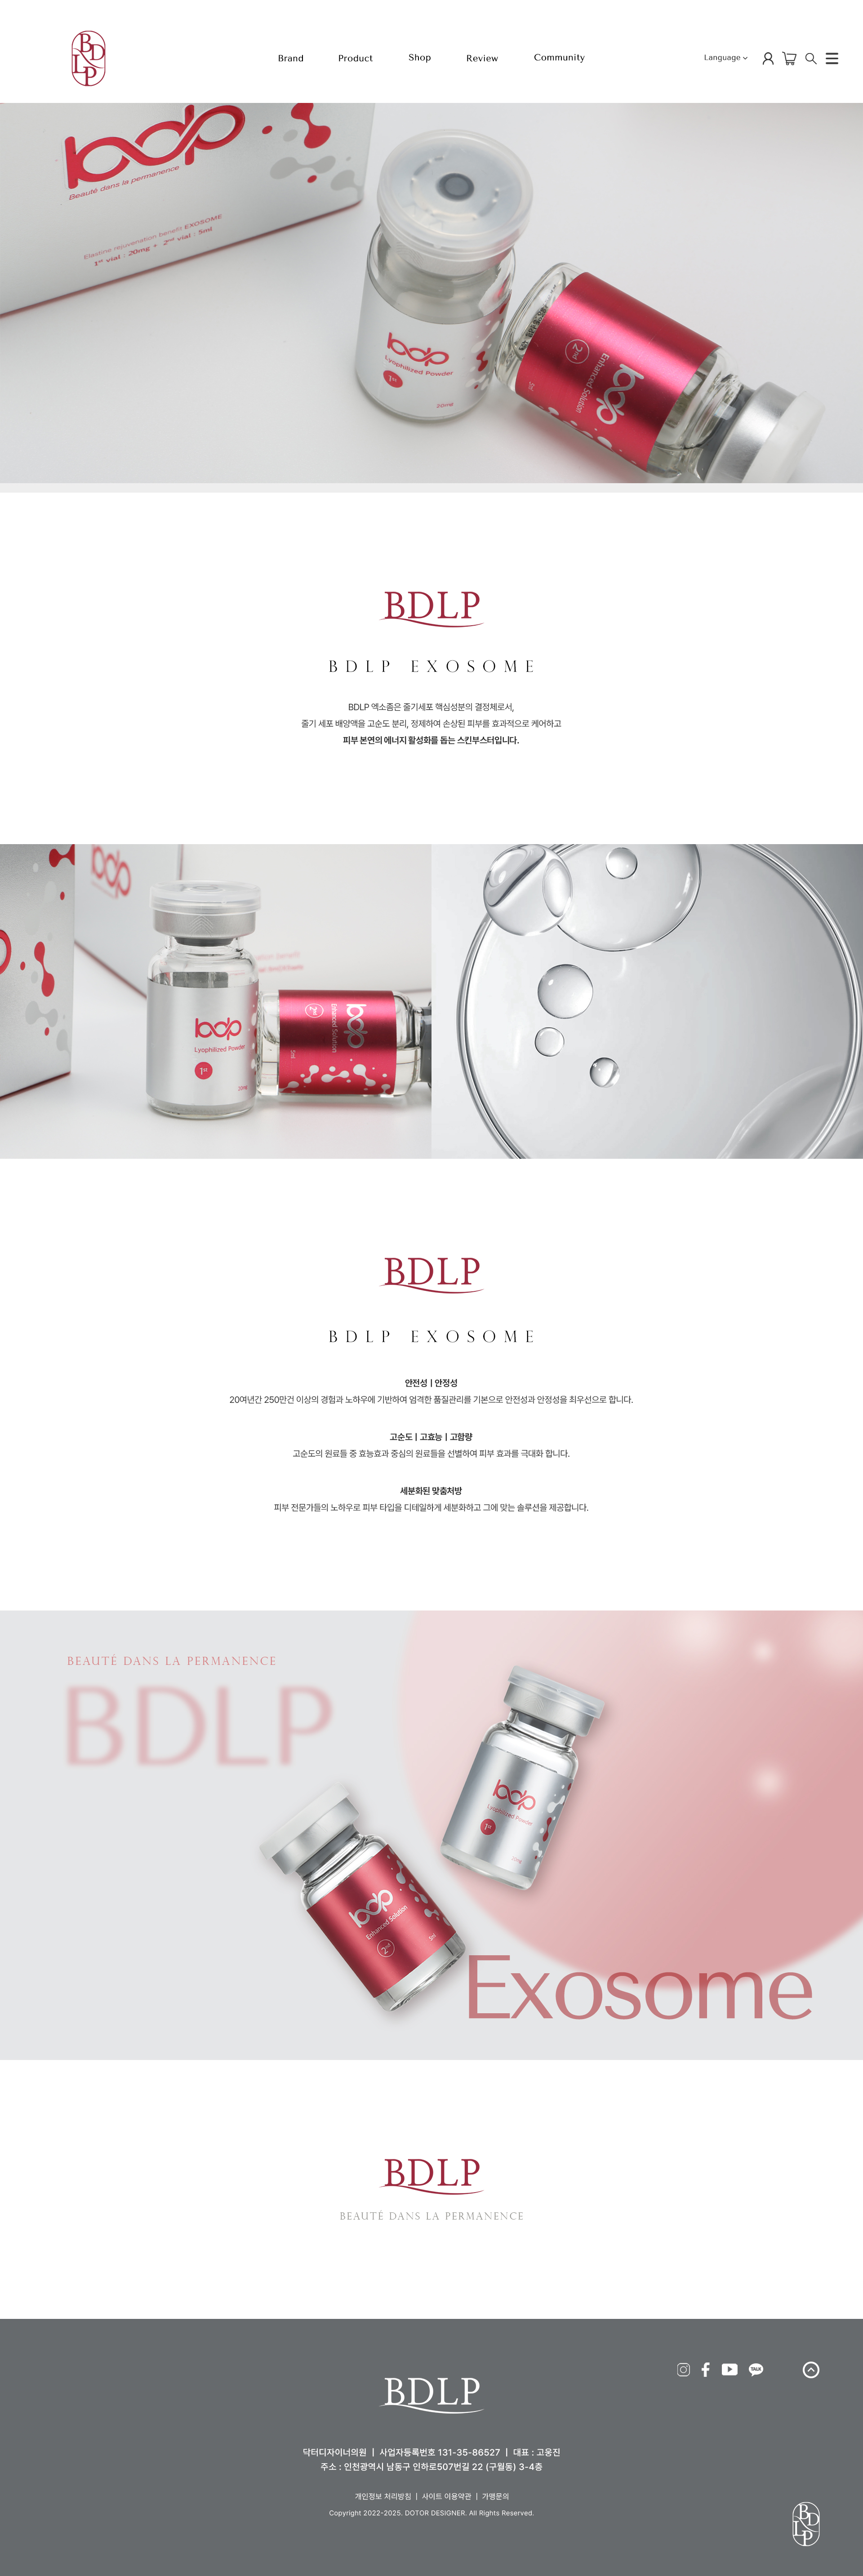 BDLP
Brand Product Shop Review Community
Language
bdp
Beauté dans la permanence
Elastine rejuvenation benefit EXOSOME
1st vial : 20mg + 2nd vial : 5ml
bdp
Lyophilized Powder
1st
20mg
bdp
Enhanced Solution
2nd
5ml
BDLP
BDLP EXOSOME
BDLP 엑소좀은 줄기세포 핵심성분의 결정체로서,
줄기 세포 배양액을 고순도 분리, 정제하여 손상된 피부를 효과적으로 케어하고
피부 본연의 에너지 활성화를 돕는 스킨부스터입니다.
bdp
bdp
Lyophilized Powder
1st
20mg
bdp
Enhanced Solution
2nd
5ml
BDLP
BDLP EXOSOME
안전성 | 안정성
20여년간 250만건 이상의 경험과 노하우에 기반하여 엄격한 품질관리를 기본으로 안전성과 안정성을 최우선으로 합니다.
고순도 | 고효능 | 고함량
고순도의 원료들 중 효능효과 중심의 원료들을 선별하여 피부 효과를 극대화 합니다.
세분화된 맞춤처방
피부 전문가들의 노하우로 피부 타입을 디테일하게 세분화하고 그에 맞는 솔루션을 제공합니다.
BEAUTÉ DANS LA PERMANENCE
BDLP
bdp
Lyophilized Powder
1st
20mg
bdp
Enhanced Solution
2nd
5ml
Exosome
BDLP
BEAUTÉ DANS LA PERMANENCE
TALK
BDLP
닥터디자이너의원 | 사업자등록번호 131-35-86527 | 대표 : 고웅진
주소 : 인천광역시 남동구 인하로507번길 22 (구월동) 3-4층
개인정보 처리방침 | 사이트 이용약관 | 가맹문의
Copyright 2022-2025. DOTOR DESIGNER. All Rights Reserved.
BDLP